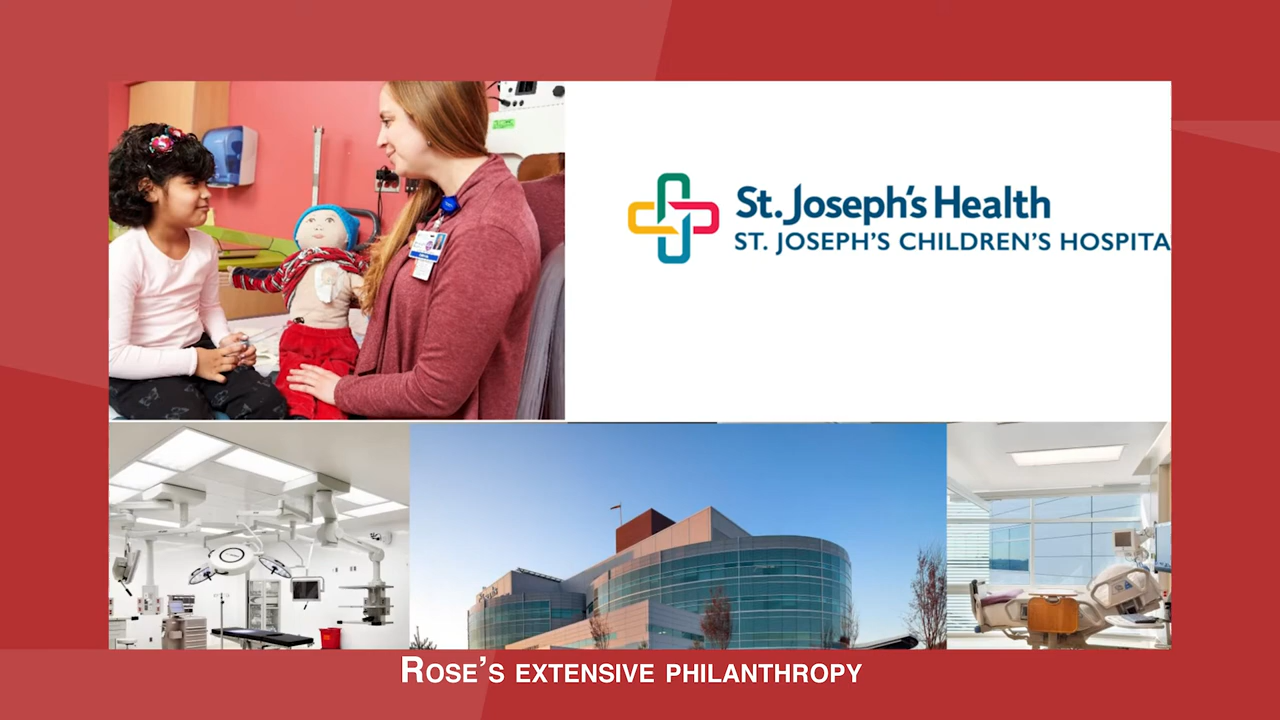 St. Joseph's Health
ST. JOSEPH'S CHILDREN'S HOSPITA
ROSE'S EXTENSIVE PHILANTHROPY